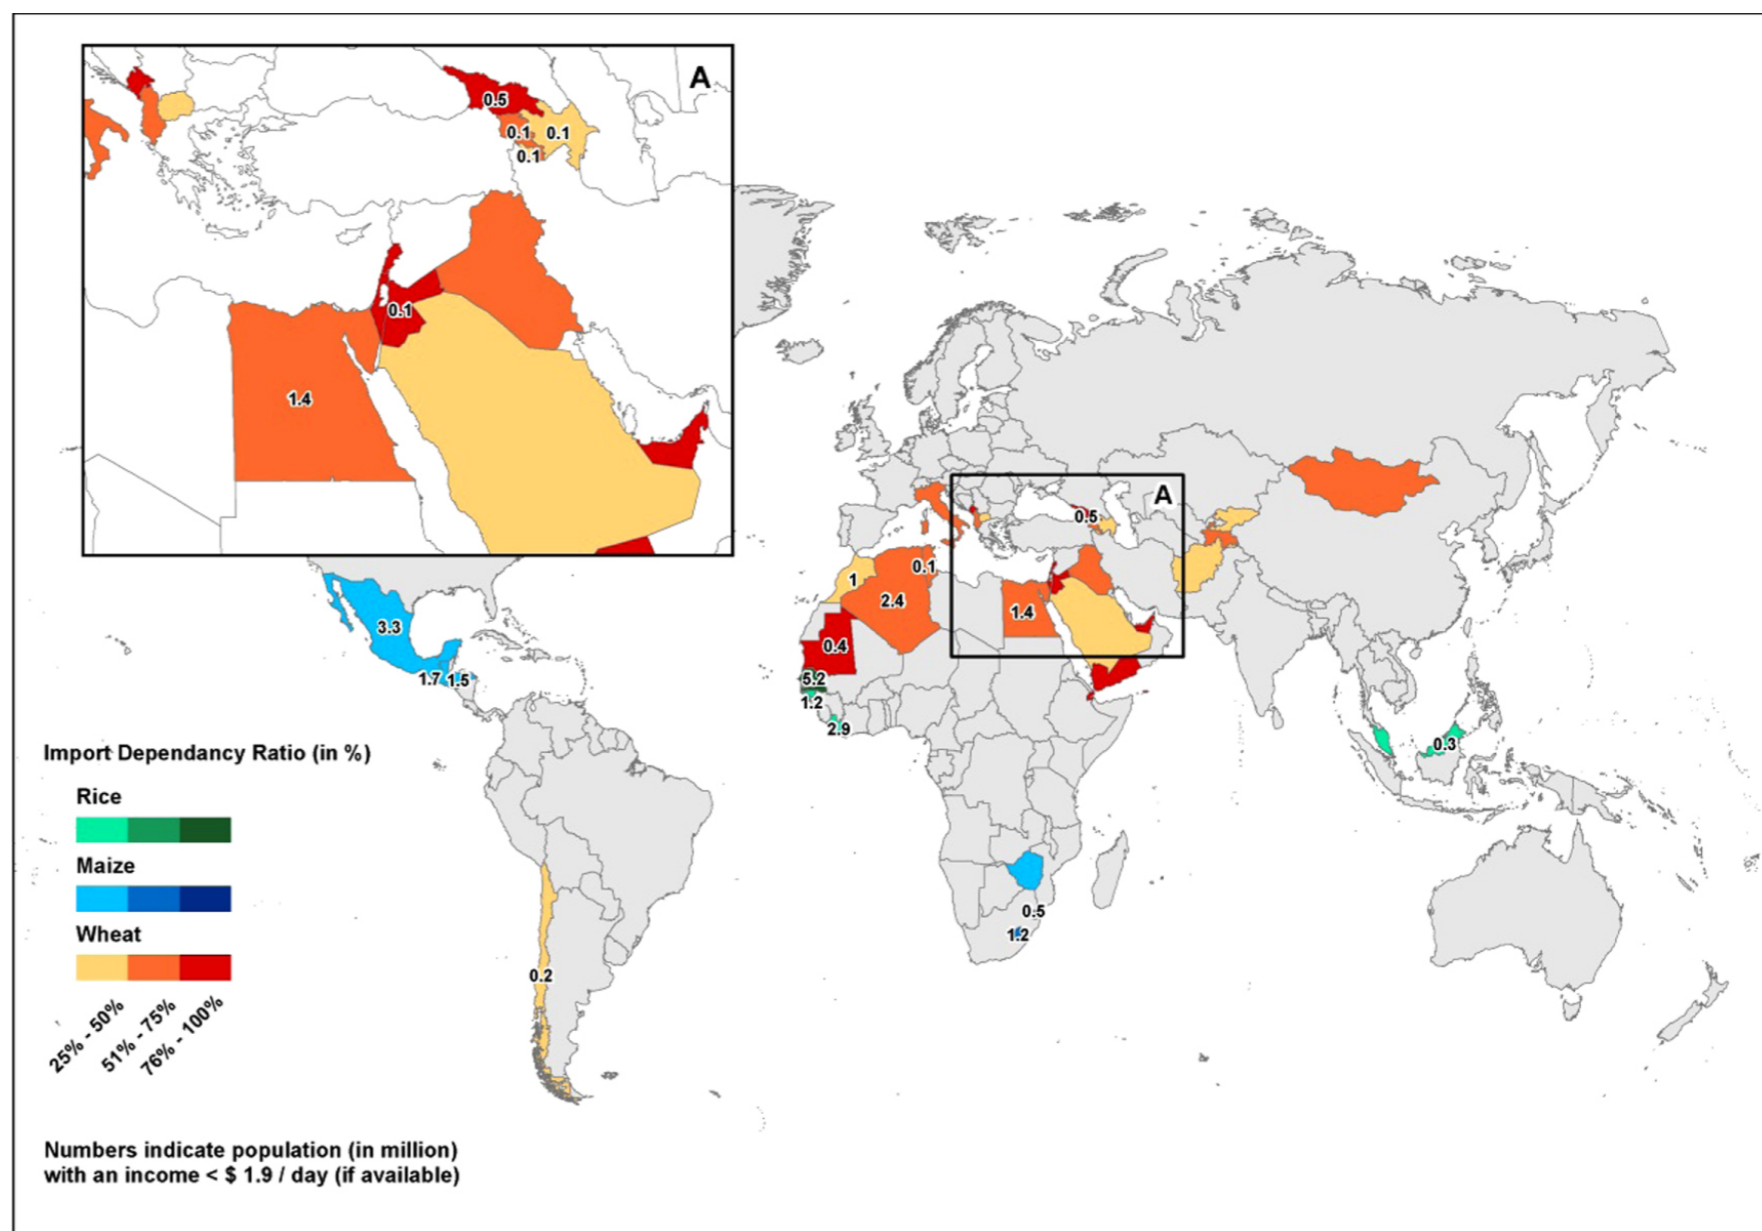 A
0.5
0.1 0.1
0.1
0.1
1.4
A
0.5
0.1
1
2.4
1.4
3.3
0.4
1.7 1.5
5.2
1.2
2.9
0.3
Import Dependancy Ratio (in %)
Rice
Maize
0.5
Wheat
1.2
0.2
25% - 50%
51% - 75%
76% - 100%
Numbers indicate population (in million)
with an income < $ 1.9 / day (if available)